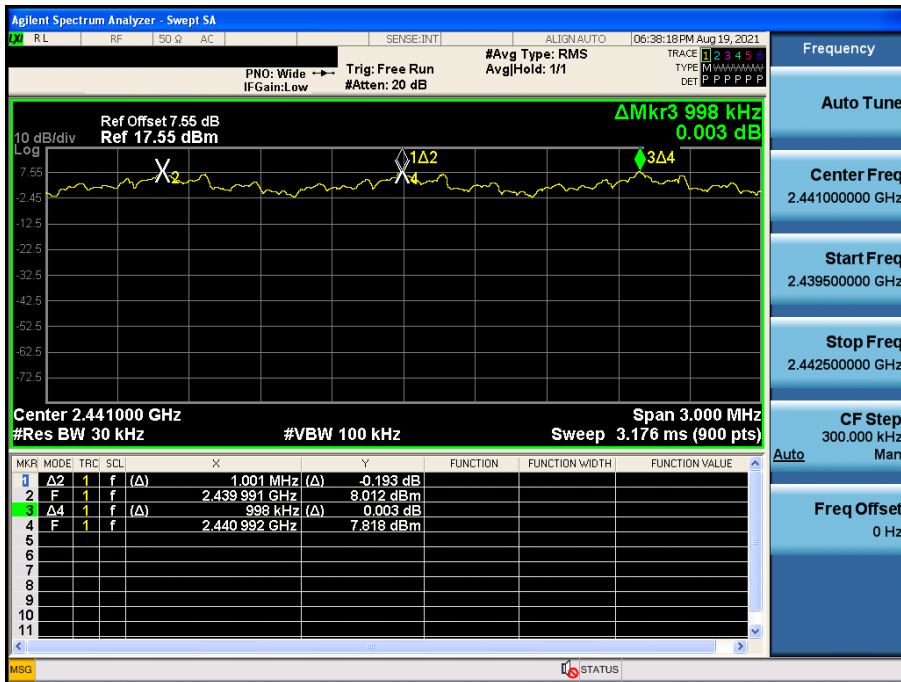 Agilent Spectrum Analyzer - Swept SA
LXI RL RF 50 Ω AC SENSE:INT ALIGN AUTO 06:38:18 PM Aug 19, 2021
PNO: Wide Trig: Free Run #Avg Type: RMS TRACE 1 2 3 4 5 6
IFGain:Low #Atten: 20 dB Avg|Hold: 1/1 TYPE M WWWWW
DET P P P P P P
Frequency
Auto Tune
Center Freq
2.441000000 GHz
Start Freq
2.439500000 GHz
Stop Freq
2.442500000 GHz
CF Step
300.000 kHz
Auto Man
Freq Offset
0 Hz
ΔMkr3 998 kHz
0.003 dB
Ref Offset 7.55 dB
10 dB/div Ref 17.55 dBm
Log
7.55
-2.45
-12.5
-22.5
-32.5
-42.5
-52.5
-62.5
-72.5
2
1Δ2
4
3Δ4
Center 2.441000 GHz Span 3.000 MHz
#Res BW 30 kHz #VBW 100 kHz Sweep 3.176 ms (900 pts)
MKR MODE TRC SCL X Y FUNCTION FUNCTION WIDTH FUNCTION VALUE
1 Δ2 1 f (Δ) 1.001 MHz (Δ) -0.193 dB
2 F 1 f 2.439 991 GHz 8.012 dBm
3 Δ4 1 f (Δ) 998 kHz (Δ) 0.003 dB
4 F 1 f 2.440 992 GHz 7.818 dBm
5
6
7
8
9
10
11
MSG STATUS